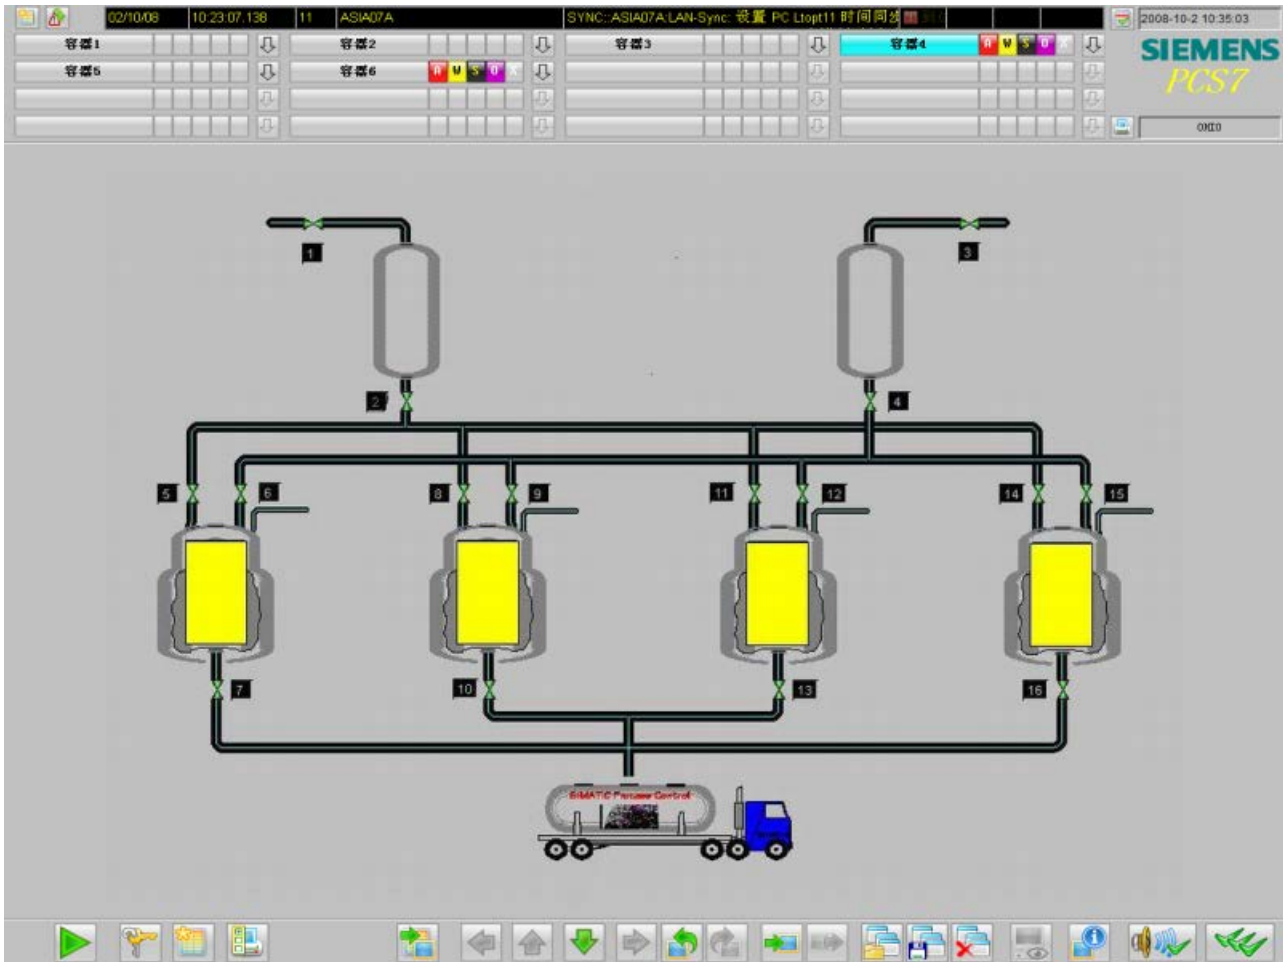 02/10/08 10:23:07.138 11 ASIA07A SYNC::ASIA07A:LAN-Sync: 设置 PC Ltopt11 时间同步
2008-10-2 10:35:03
容器1 容器2 容器3 容器4 A W S O X
容器5 容器6 A W S O X
SIEMENS
PCS7
OHIO
1
3
2
4
5
6
8
9
11
12
14
15
7
10
13
16
SIMATIC Process Control